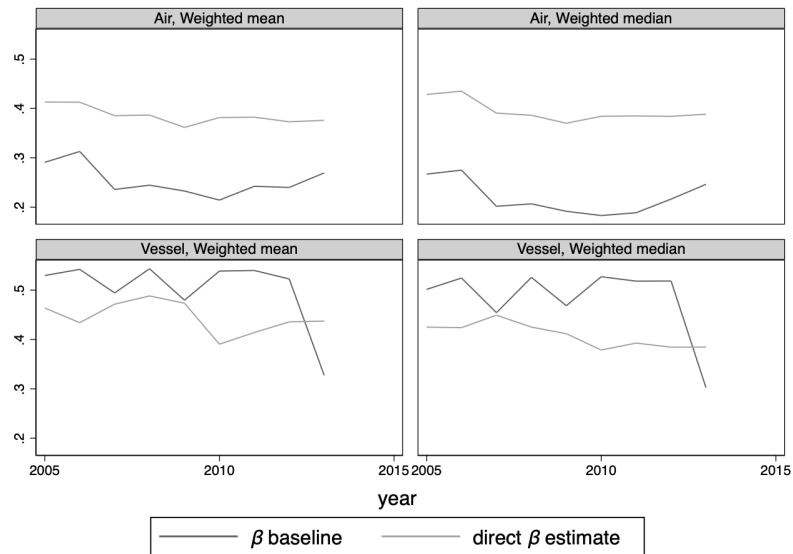 Air, Weighted mean
Air, Weighted median
.5
.4
.3
.2
Vessel, Weighted mean
Vessel, Weighted median
.5
.4
.3
.2
2005 2010 2015 2005 2010 2015
year
β baseline direct β estimate